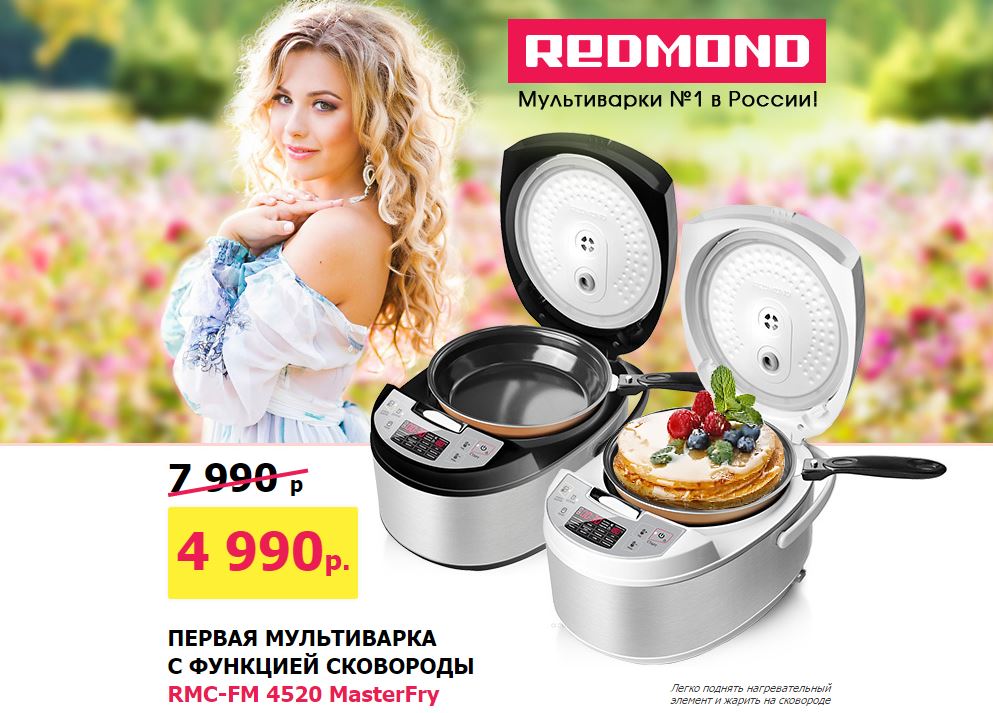 REDMOND
Мультиварки №1 в России!
7 990 р
4 990р.
ПЕРВАЯ МУЛЬТИВАРКА
С ФУНКЦИЕЙ СКОВОРОДЫ
RMC-FM 4520 MasterFry
REDMOND
Легко поднять нагревательный
элемент и жарить на сковороде